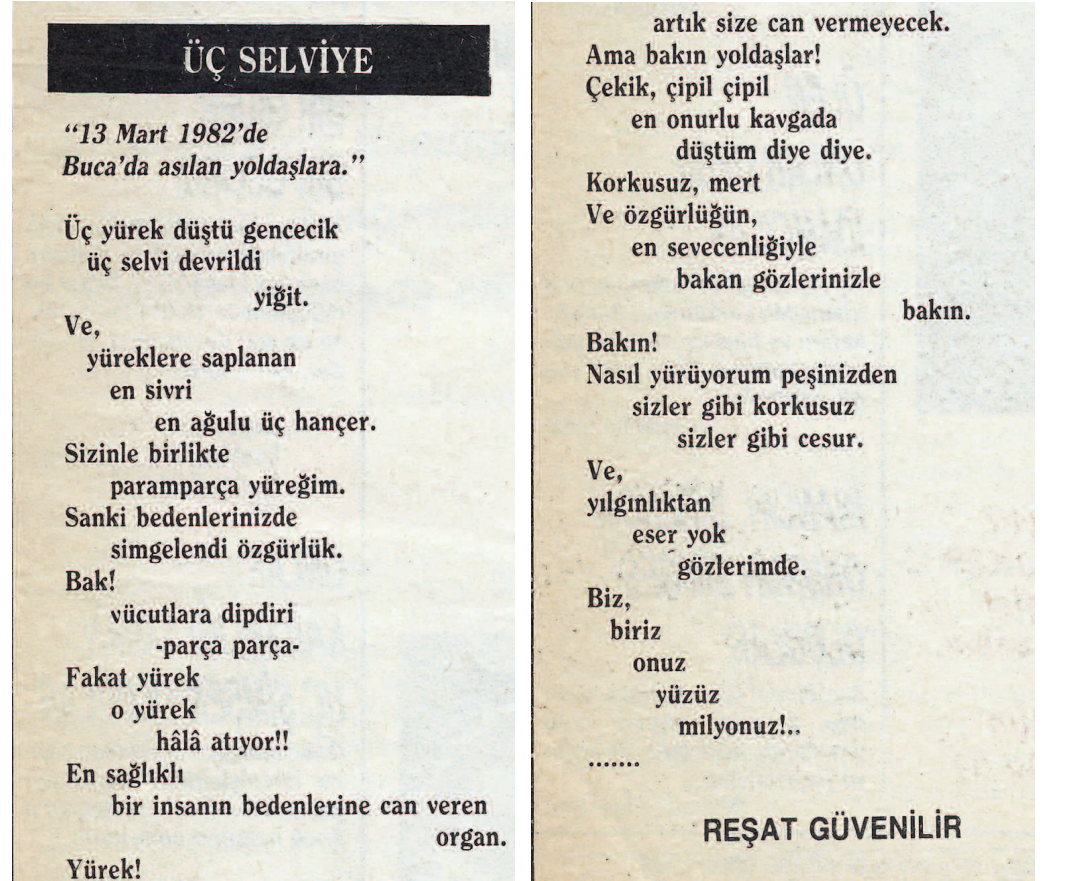 ÜÇ SELVİYE
“13 Mart 1982’de
Buca’da asılan yoldaşlara.”
Üç yürek düştü gencecik
üç selvi devrildi
yiğit.
Ve,
yüreklere saplanan
en sivri
en ağulu üç hançer.
Sizinle birlikte
paramparça yüreğim.
Sanki bedenlerinizde
simgelendi özgürlük.
Bak!
vücutlara dipdiri
-parça parça-
Fakat yürek
o yürek
hâlâ atıyor!!
En sağlıklı
bir insanın bedenlerine can veren
organ.
Yürek!
artık size can vermeyecek.
Ama bakın yoldaşlar!
Çekik, çipil çipil
en onurlu kavgada
düştüm diye diye.
Korkusuz, mert
Ve özgürlüğün,
en sevecenliğiyle
bakan gözlerinizle
bakın.
Bakın!
Nasıl yürüyorum peşinizden
sizler gibi korkusuz
sizler gibi cesur.
Ve,
yılgınlıktan
eser yok
gözlerimde.
Biz,
biriz
onuz
yüzüz
milyonuz!..
.......
REŞAT GÜVENİLİR